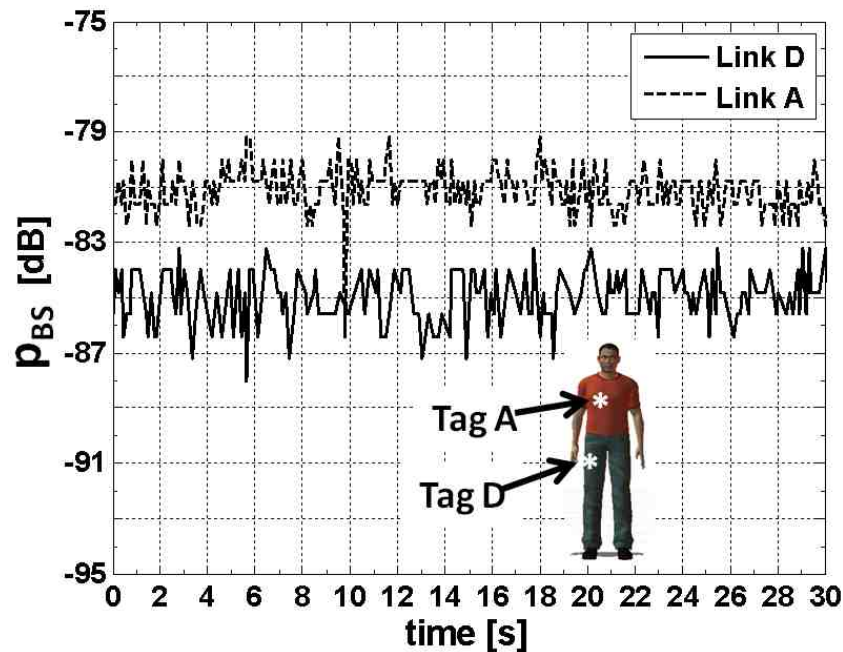 -75
-79
-83
-87
-91
-95
p_BS [dB]
Link D
Link A
Tag A
Tag D
0 2 4 6 8 10 12 14 16 18 20 22 24 26 28 30
time [s]